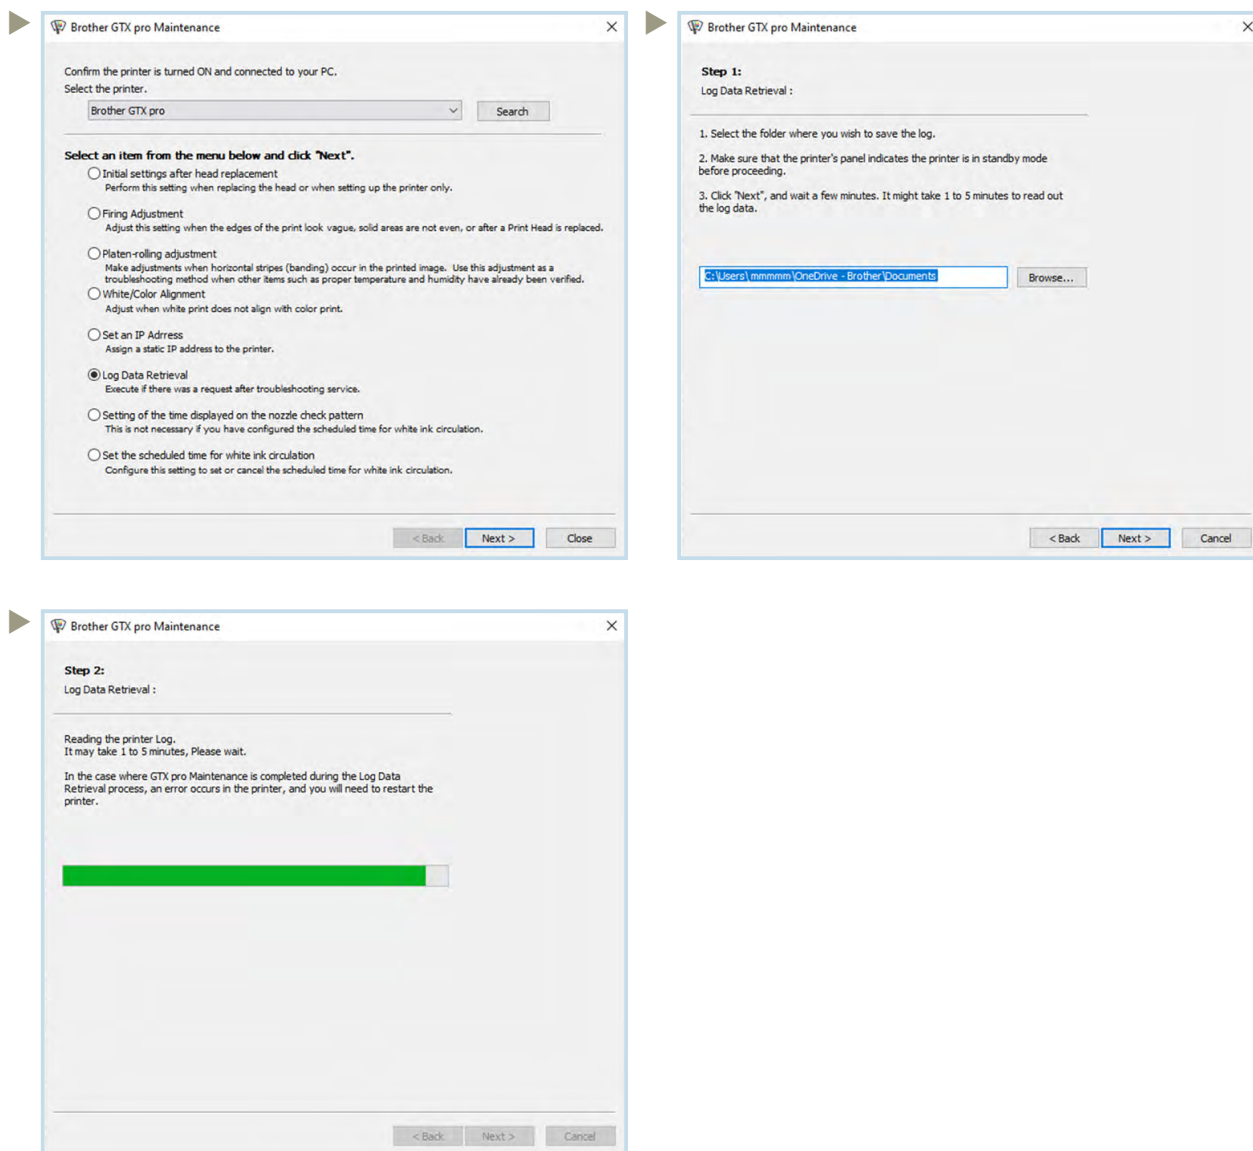 Brother GTX pro Maintenance
Confirm the printer is turned ON and connected to your PC.
Select the printer.
Brother GTX pro
Search
Select an item from the menu below and click "Next".
Initial settings after head replacement
Perform this setting when replacing the head or when setting up the printer only.
Firing Adjustment
Adjust this setting when the edges of the print look vague, solid areas are not even, or after a Print Head is replaced.
Platen-rolling adjustment
Make adjustments when horizontal stripes (banding) occur in the printed image. Use this adjustment as a
troubleshooting method when other items such as proper temperature and humidity have already been verified.
White/Color Alignment
Adjust when white print does not align with color print.
Set an IP Adrress
Assign a static IP address to the printer.
Log Data Retrieval
Execute if there was a request after troubleshooting service.
Setting of the time displayed on the nozzle check pattern
This is not necessary if you have configured the scheduled time for white ink circulation.
Set the scheduled time for white ink circulation
Configure this setting to set or cancel the scheduled time for white ink circulation.
< Back Next > Close
Brother GTX pro Maintenance
Step 1:
Log Data Retrieval :
1. Select the folder where you wish to save the log.
2. Make sure that the printer's panel indicates the printer is in standby mode
before proceeding.
3. Click "Next", and wait a few minutes. It might take 1 to 5 minutes to read out
the log data.
C:\Users\mmmmm\OneDrive - Brother\Documents
Browse...
< Back Next > Cancel
Brother GTX pro Maintenance
Step 2:
Log Data Retrieval :
Reading the printer Log.
It may take 1 to 5 minutes, Please wait.
In the case where GTX pro Maintenance is completed during the Log Data
Retrieval process, an error occurs in the printer, and you will need to restart the
printer.
< Back Next > Cancel